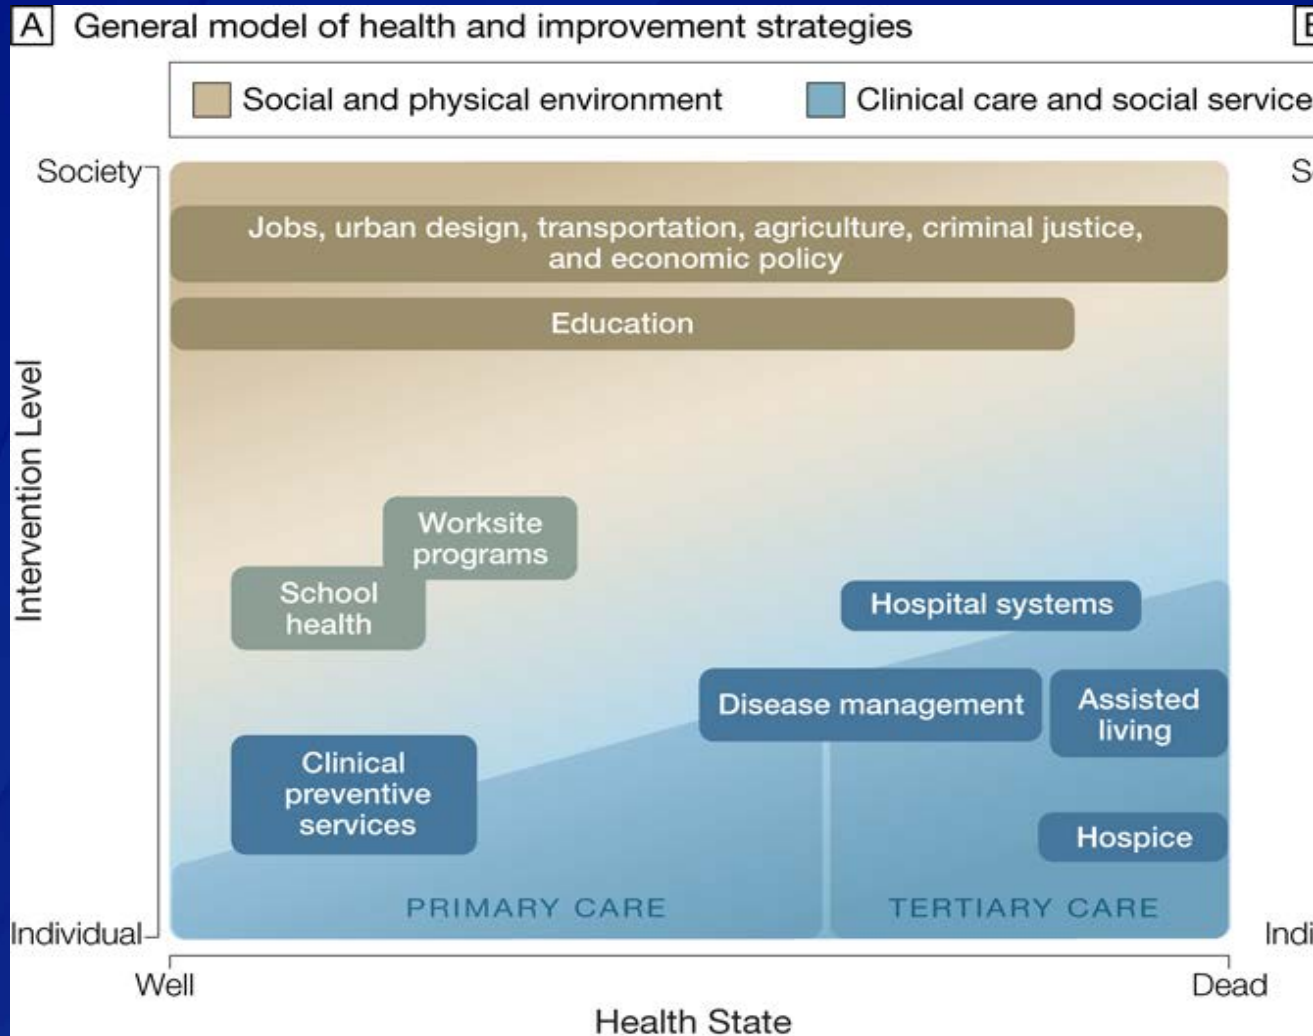 A General model of health and improvement strategies
Social and physical environment
Clinical care and social service
Society
Jobs, urban design, transportation, agriculture, criminal justice,
and economic policy
Education
Intervention Level
Worksite
programs
School
health
Hospital systems
Disease management
Assisted
living
Clinical
preventive
services
Hospice
PRIMARY CARE
TERTIARY CARE
Individual
Well
Dead
Health State